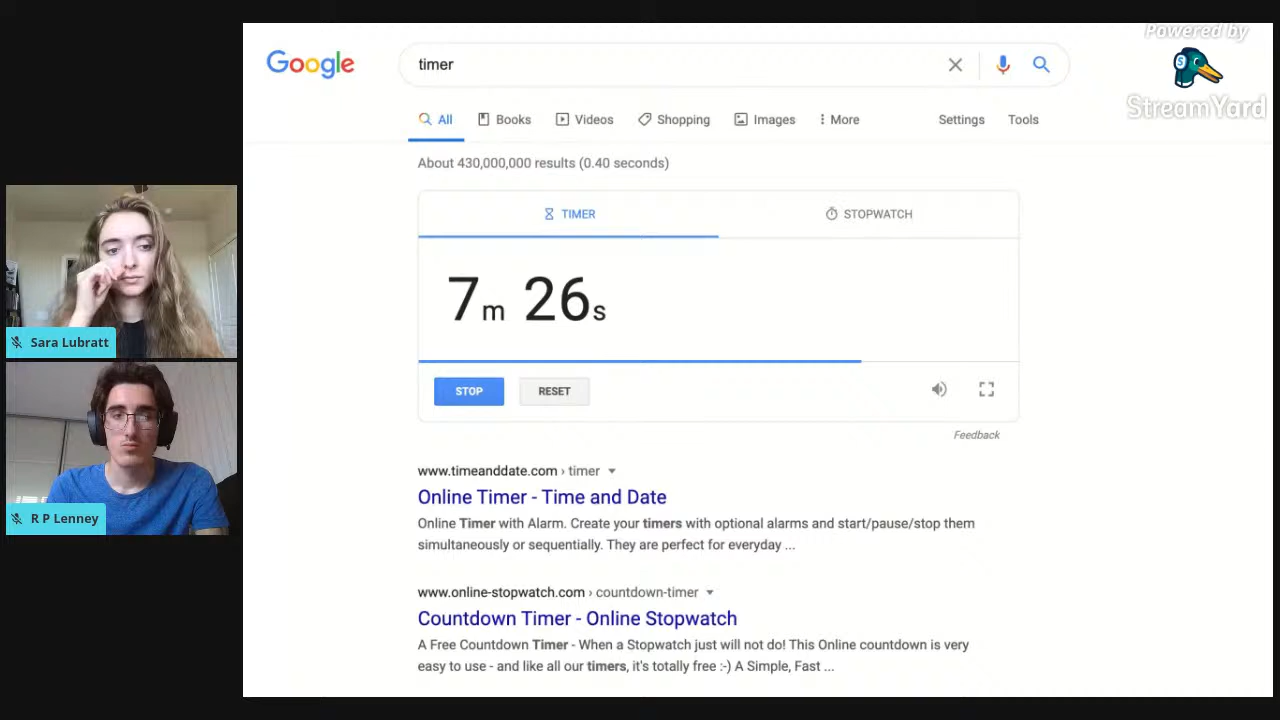 Powered by
StreamYard
Google
timer
All
Books
Videos
Shopping
Images
More
Settings
Tools
About 430,000,000 results (0.40 seconds)
TIMER
STOPWATCH
7m 26s
STOP
RESET
Feedback
www.timeanddate.com › timer
Online Timer - Time and Date
Online Timer with Alarm. Create your timers with optional alarms and start/pause/stop them
simultaneously or sequentially. They are perfect for everyday ...
www.online-stopwatch.com › countdown-timer
Countdown Timer - Online Stopwatch
A Free Countdown Timer - When a Stopwatch just will not do! This Online countdown is very
easy to use - and like all our timers, it's totally free :-) A Simple, Fast ...
Sara Lubratt
R P Lenney